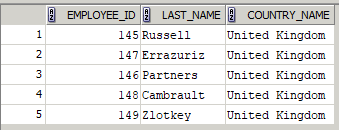 EMPLOYEE_ID LAST_NAME COUNTRY_NAME
1 145 Russell United Kingdom
2 147 Errazuriz United Kingdom
3 146 Partners United Kingdom
4 148 Cambrault United Kingdom
5 149 Zlotkey United Kingdom